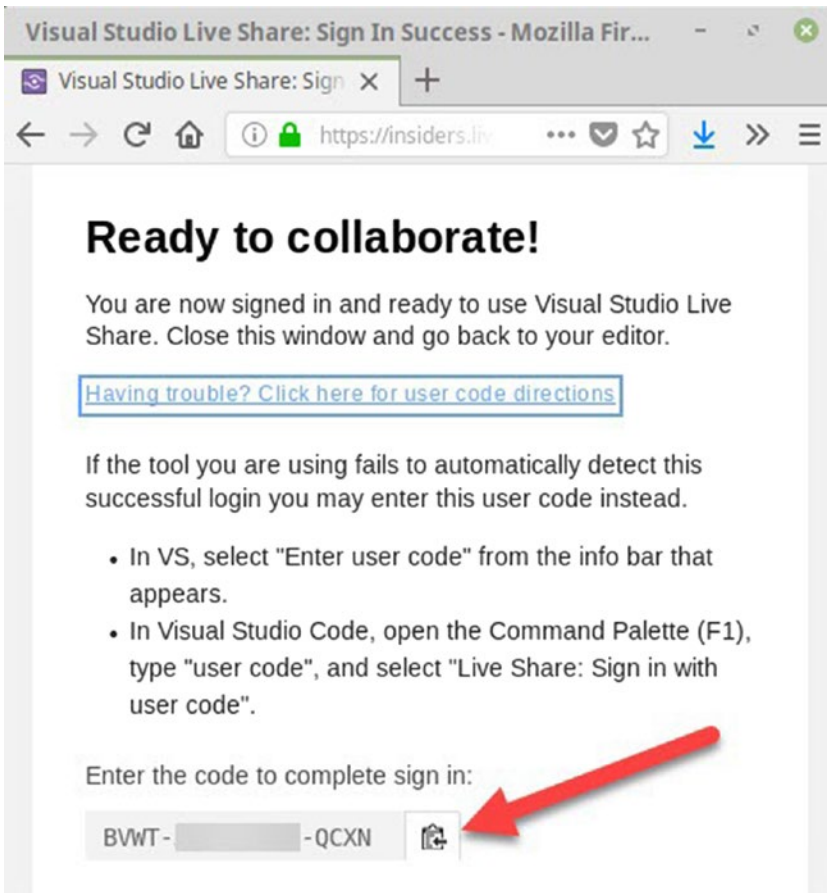 Visual Studio Live Share: Sign In Success - Mozilla Fir...
Visual Studio Live Share: Sign
https://insiders.liv
Ready to collaborate!
You are now signed in and ready to use Visual Studio Live
Share. Close this window and go back to your editor.
Having trouble? Click here for user code directions
If the tool you are using fails to automatically detect this
successful login you may enter this user code instead.
• In VS, select "Enter user code" from the info bar that
appears.
• In Visual Studio Code, open the Command Palette (F1),
type "user code", and select "Live Share: Sign in with
user code".
Enter the code to complete sign in:
BVWT- -QCXN